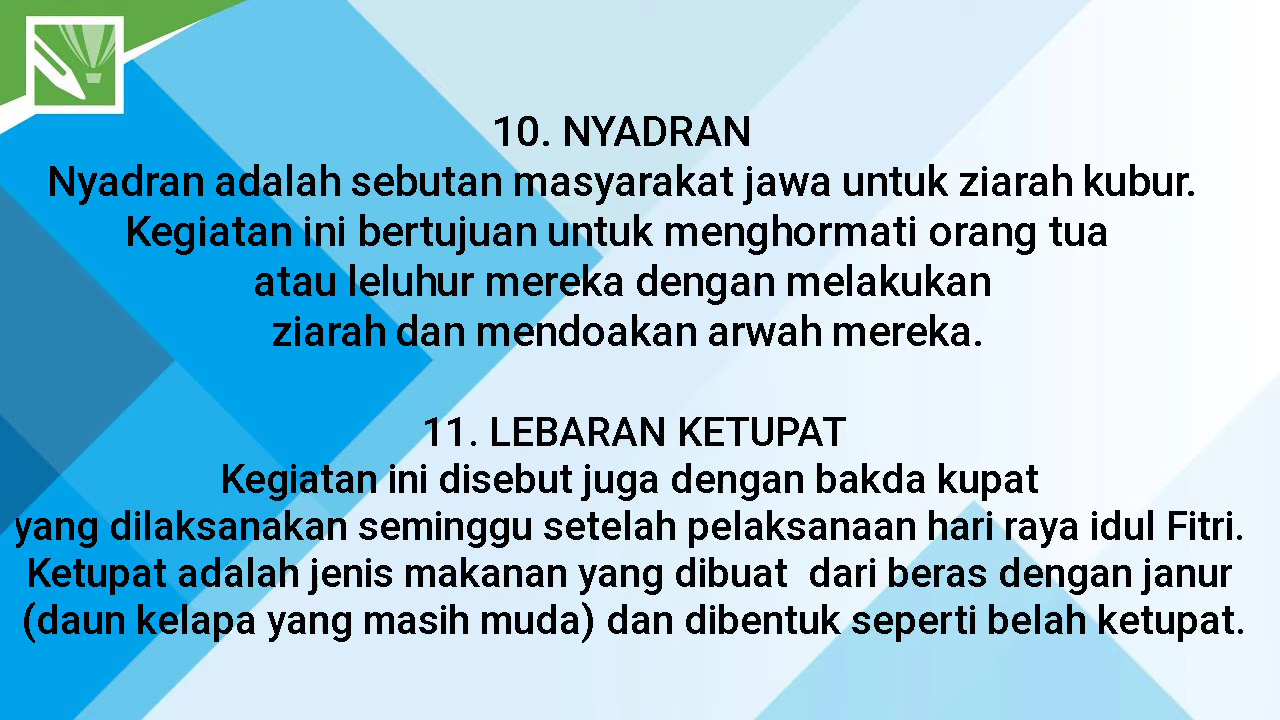 10. NYADRAN
Nyadran adalah sebutan masyarakat jawa untuk ziarah kubur.
Kegiatan ini bertujuan untuk menghormati orang tua
atau leluhur mereka dengan melakukan
ziarah dan mendoakan arwah mereka.
11. LEBARAN KETUPAT
Kegiatan ini disebut juga dengan bakda kupat
yang dilaksanakan seminggu setelah pelaksanaan hari raya idul Fitri.
Ketupat adalah jenis makanan yang dibuat  dari beras dengan janur
(daun kelapa yang masih muda) dan dibentuk seperti belah ketupat.